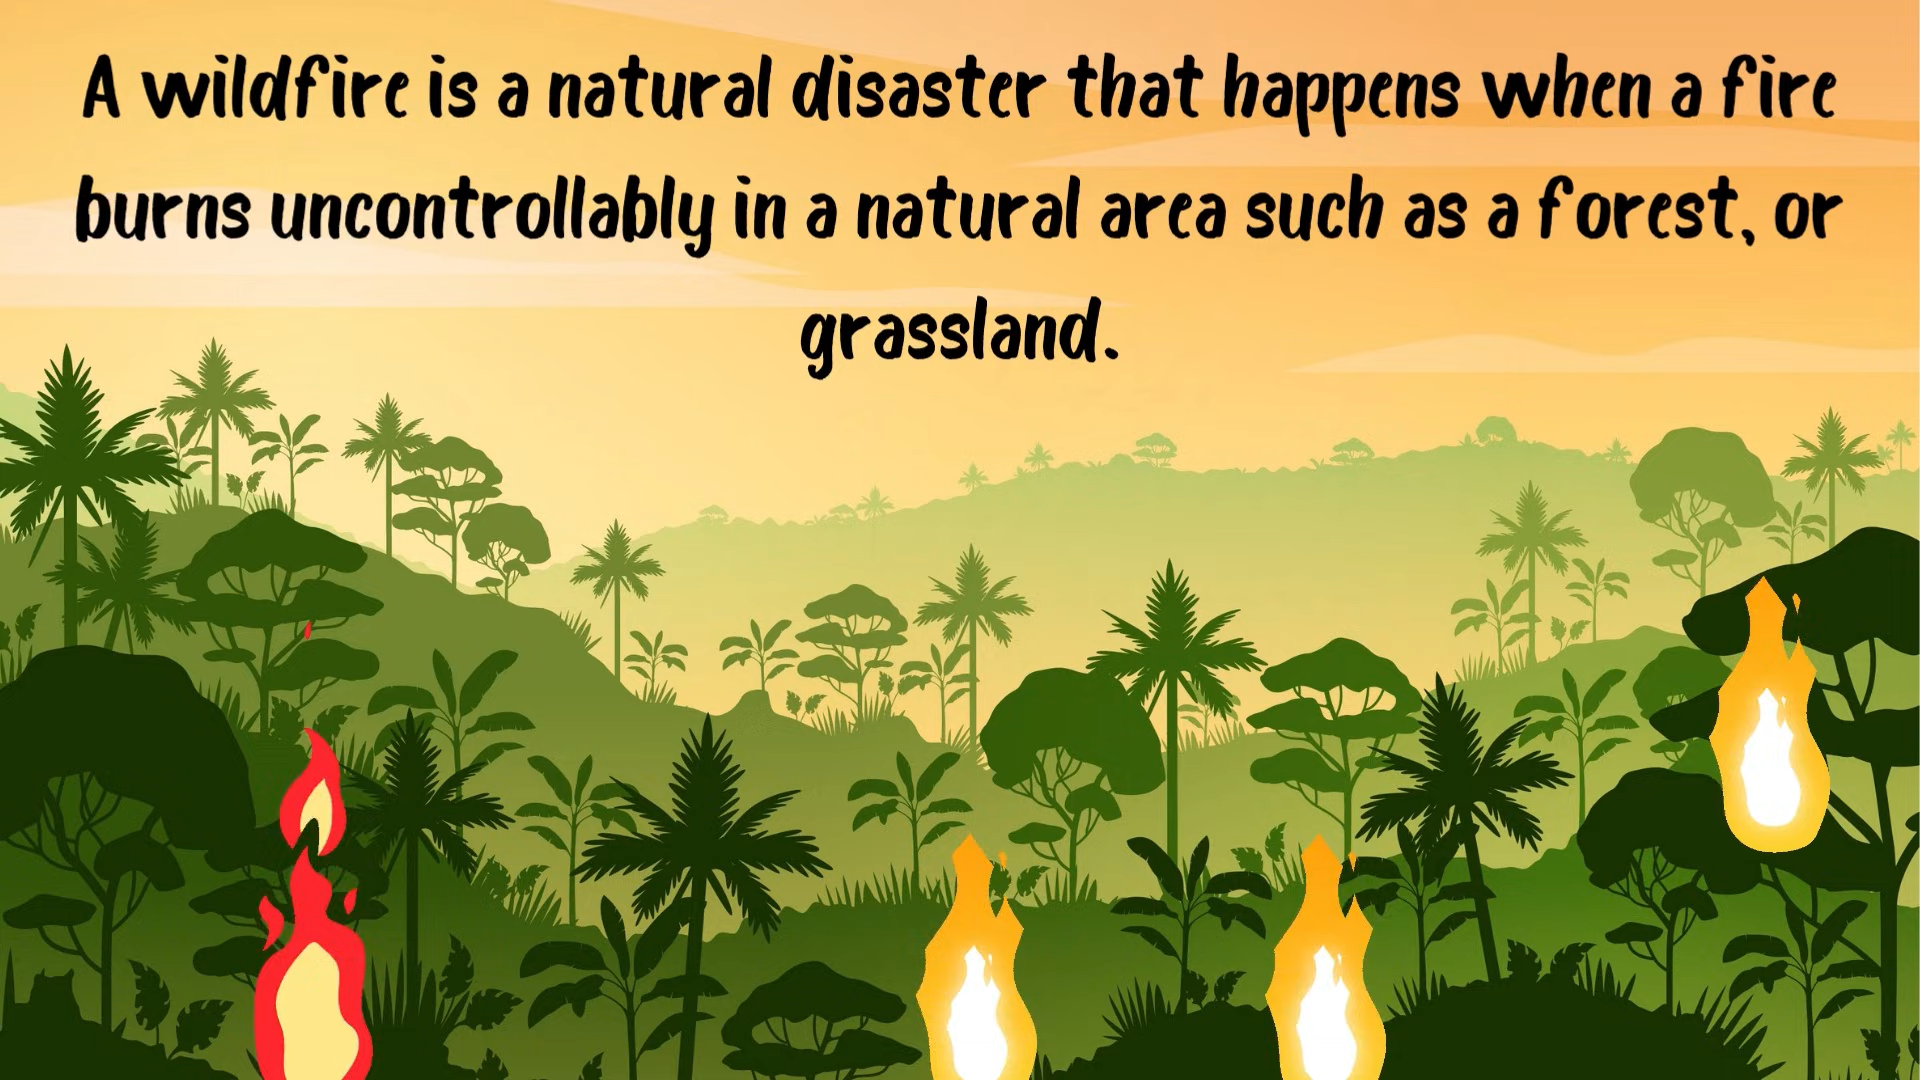 A wildfire is a natural disaster that happens when a fire
burns uncontrollably in a natural area such as a forest, or
grassland.